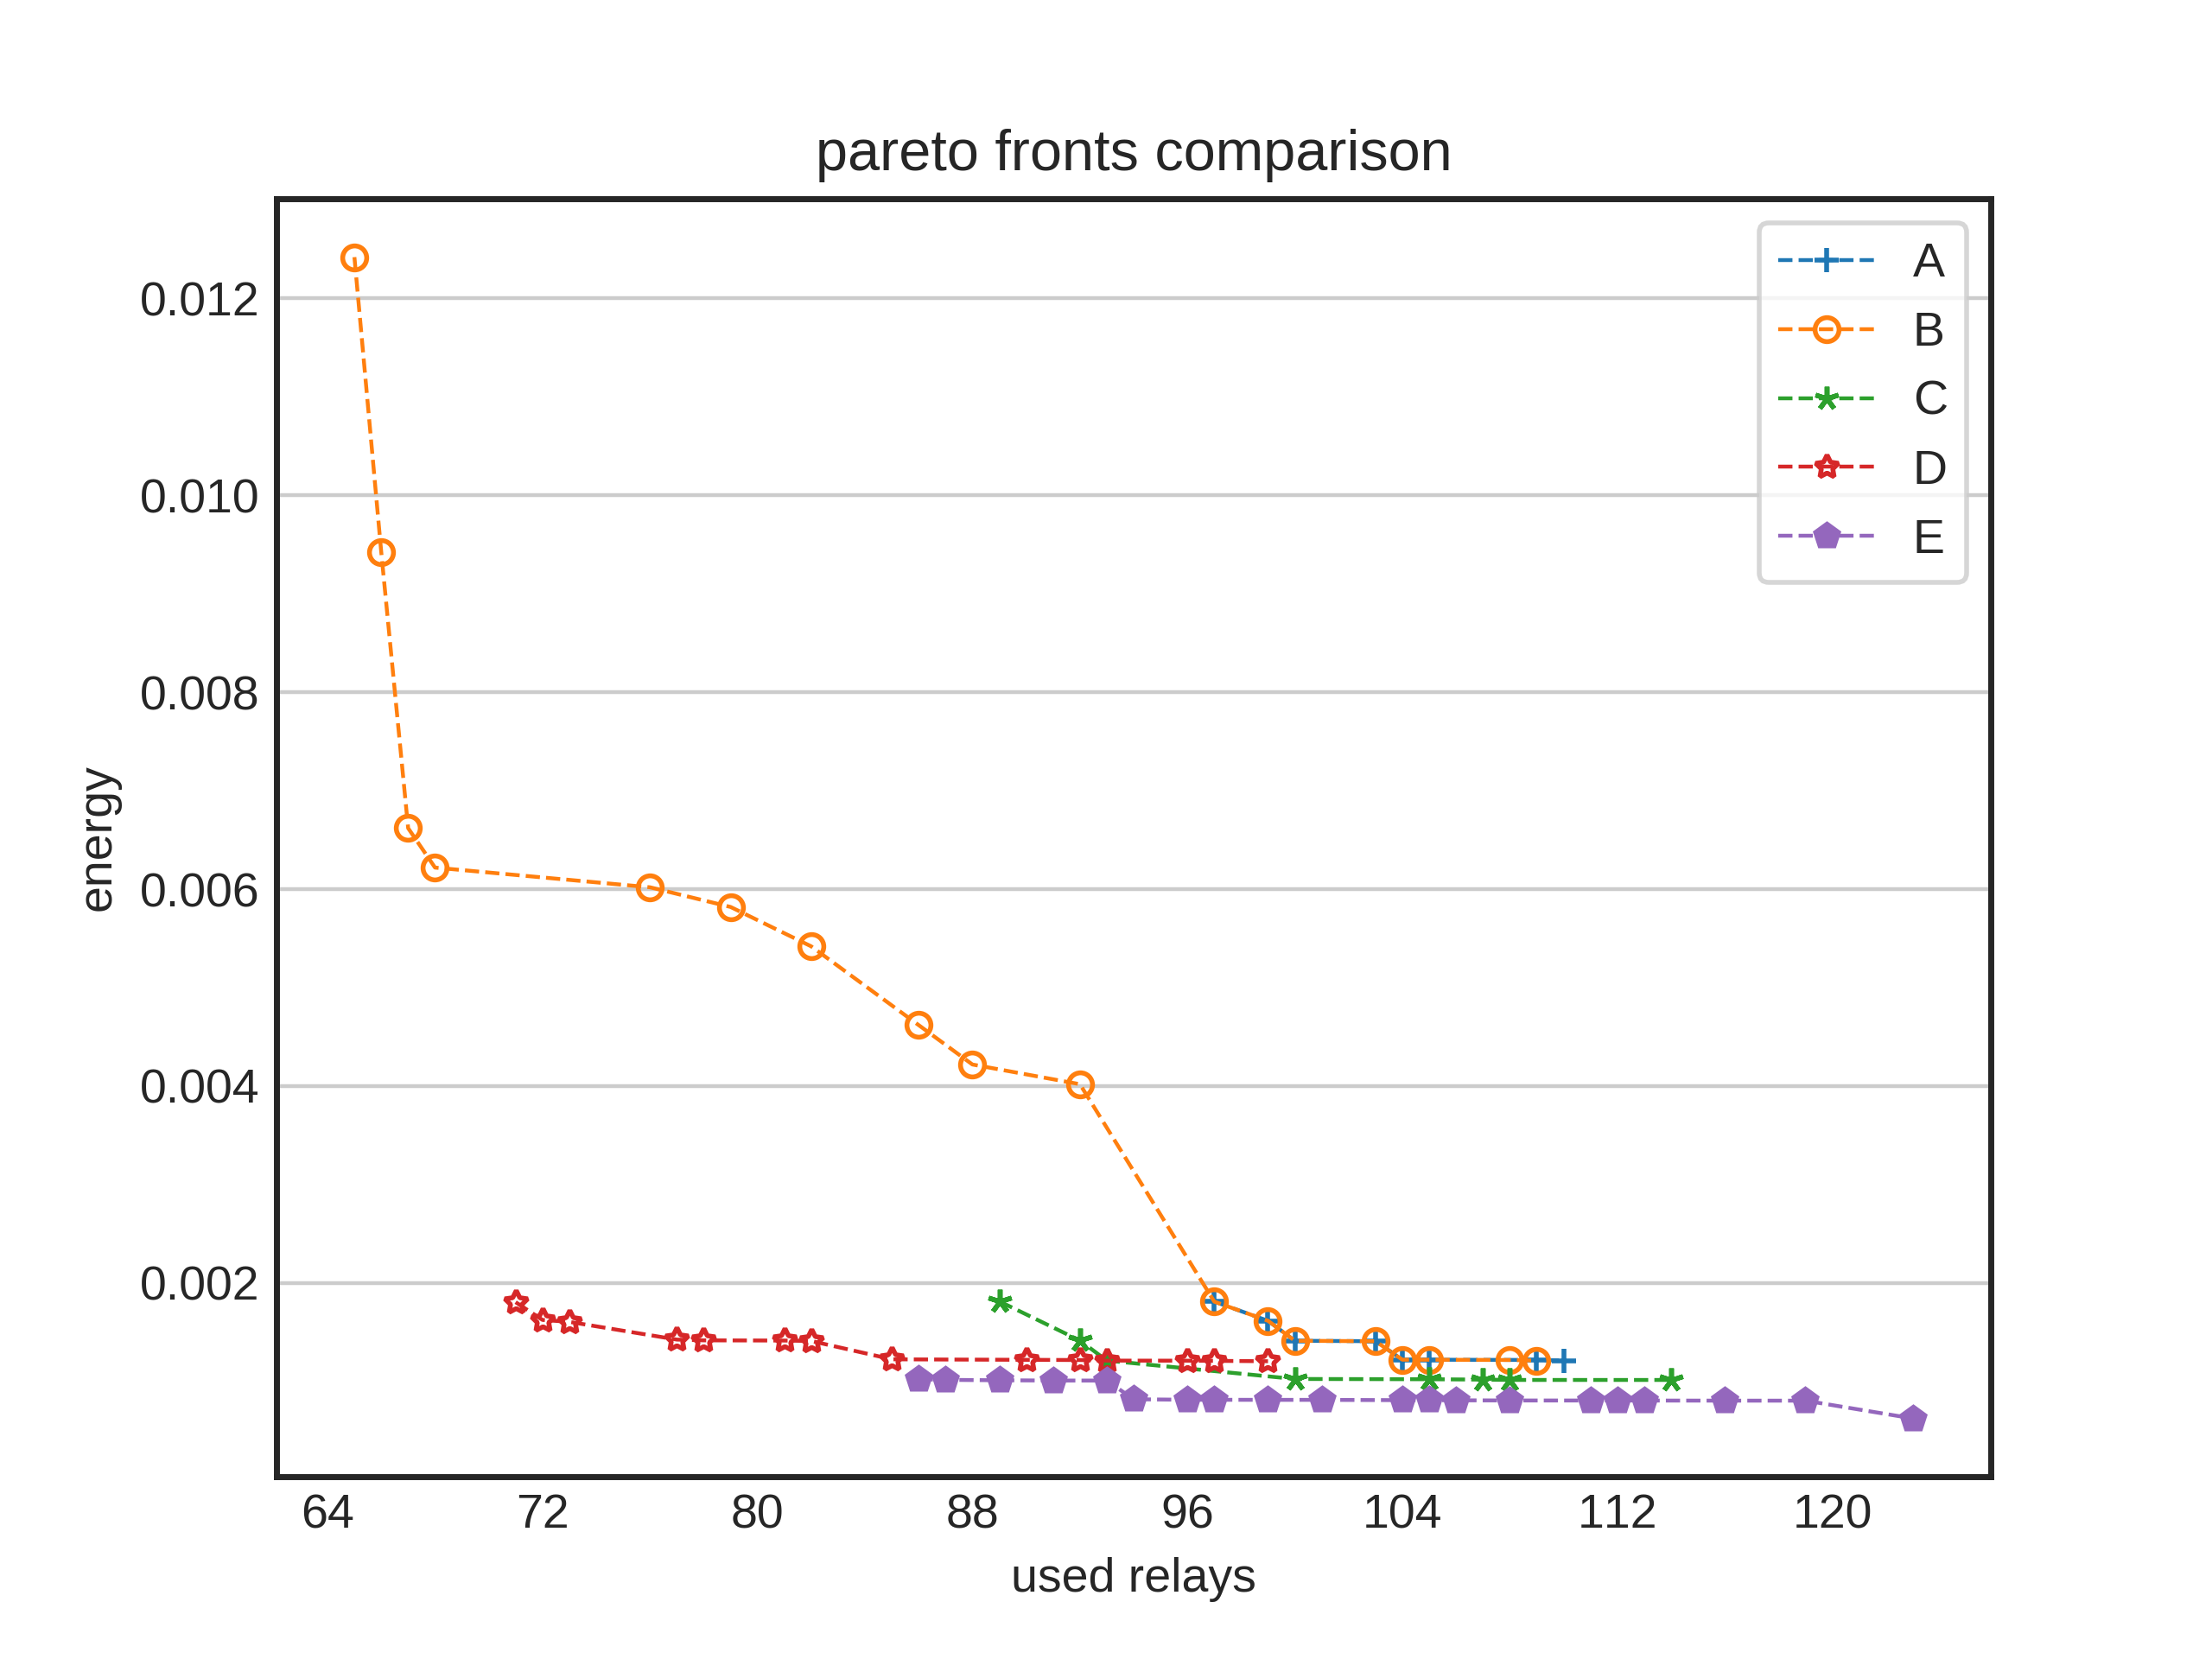 pareto fronts comparison
A
B
C
D
E
0.012
0.010
0.008
0.006
0.004
0.002
energy
64 72 80 88 96 104 112 120
used relays